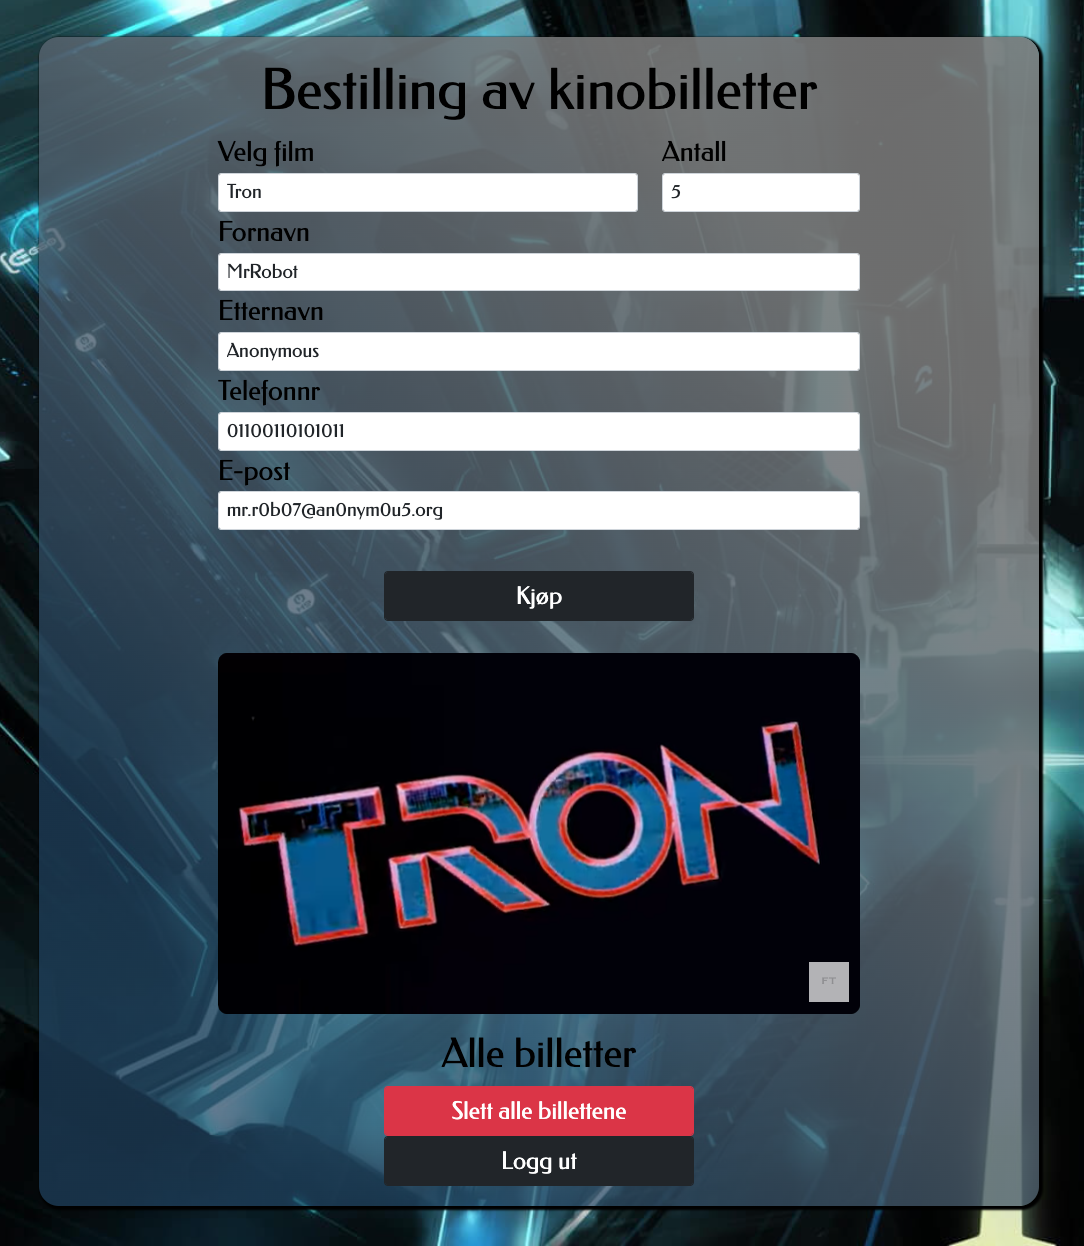 Bestilling av kinobilletter
Velg film
Antall
Tron
5
Fornavn
MrRobot
Etternavn
Anonymous
Telefonnr
01100110101011
E-post
mr.r0b07@an0nym0u5.org
Kjøp
TRON
FT
Alle billetter
Slett alle billettene
Logg ut